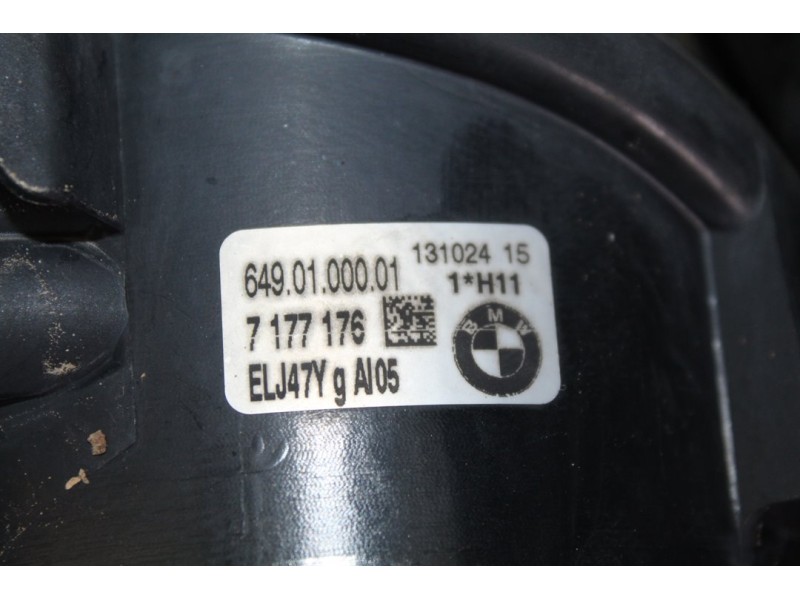 649.01.000.01 131024 15
1*H11
7 177 176
ELJ47Y g AI05
BMW